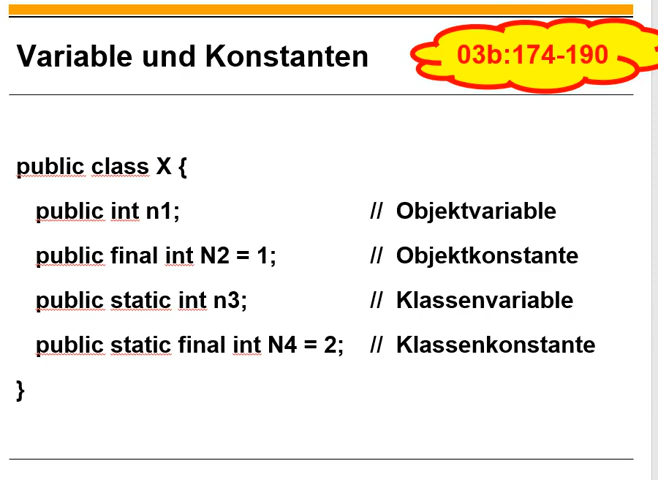 Variable und Konstanten
03b:174-190
public class X {
public int n1; // Objektvariable
public final int N2 = 1; // Objektkonstante
public static int n3; // Klassenvariable
public static final int N4 = 2; // Klassenkonstante
}